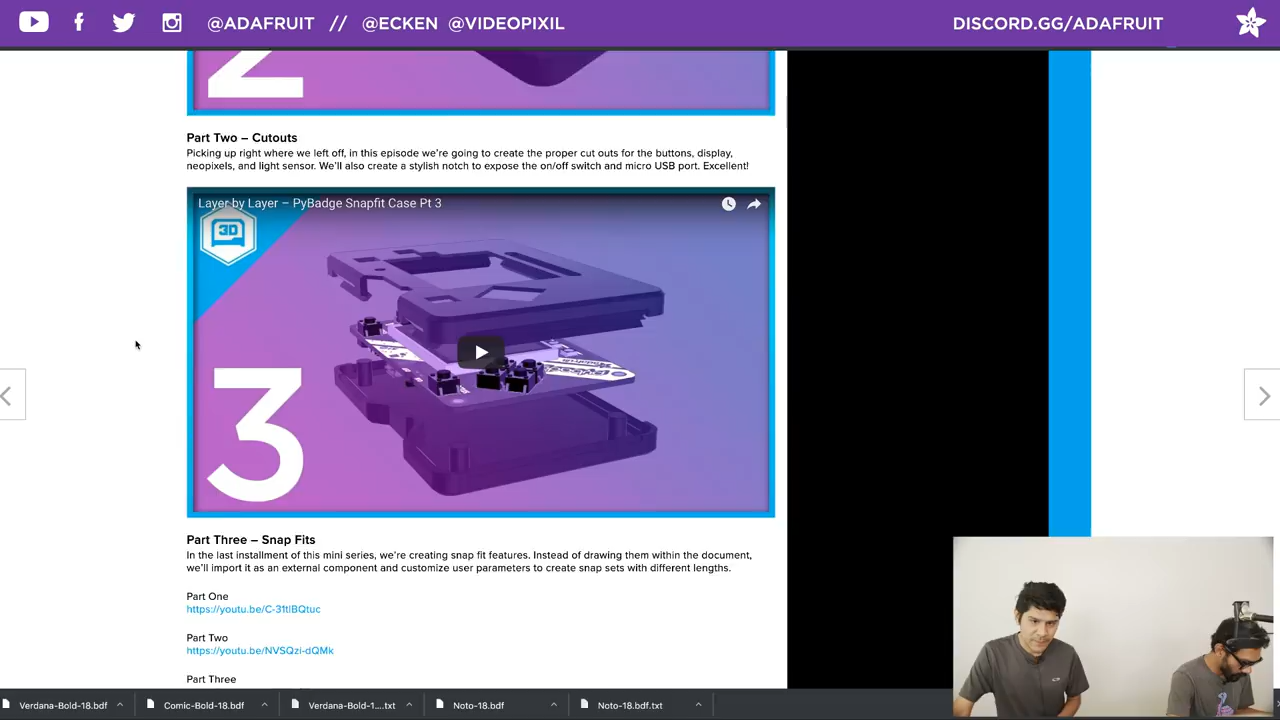 @ADAFRUIT // @ECKEN @VIDEOPIXIL
DISCORD.GG/ADAFRUIT
2
Part Two – Cutouts
Picking up right where we left off, in this episode we're going to create the proper cut outs for the buttons, display,
neopixels, and light sensor. We'll also create a stylish notch to expose the on/off switch and micro USB port. Excellent!
Layer by Layer – PyBadge Snapfit Case Pt 3
3D
3
Part Three – Snap Fits
In the last installment of this mini series, we're creating snap fit features. Instead of drawing them within the document,
we'll import it as an external component and customize user parameters to create snap sets with different lengths.
Part One
https://youtu.be/C-31tlBQtuc
Part Two
https://youtu.be/NVSQzi-dQMk
Part Three
Verdana-Bold-18.bdf
Comic-Bold-18.bdf
Verdana-Bold-1....txt
Noto-18.bdf
Noto-18.bdf.txt